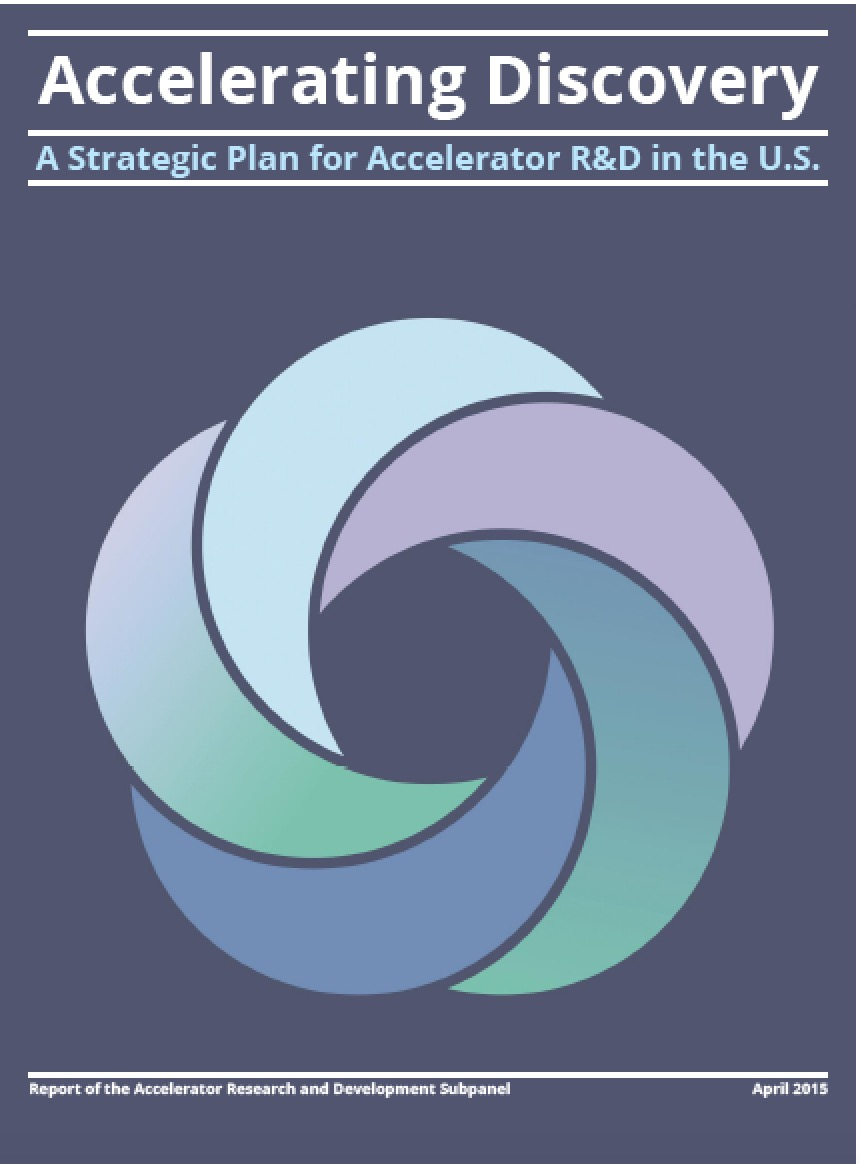 Accelerating Discovery
A Strategic Plan for Accelerator R&D in the U.S.
Report of the Accelerator Research and Development Subpanel
April 2015